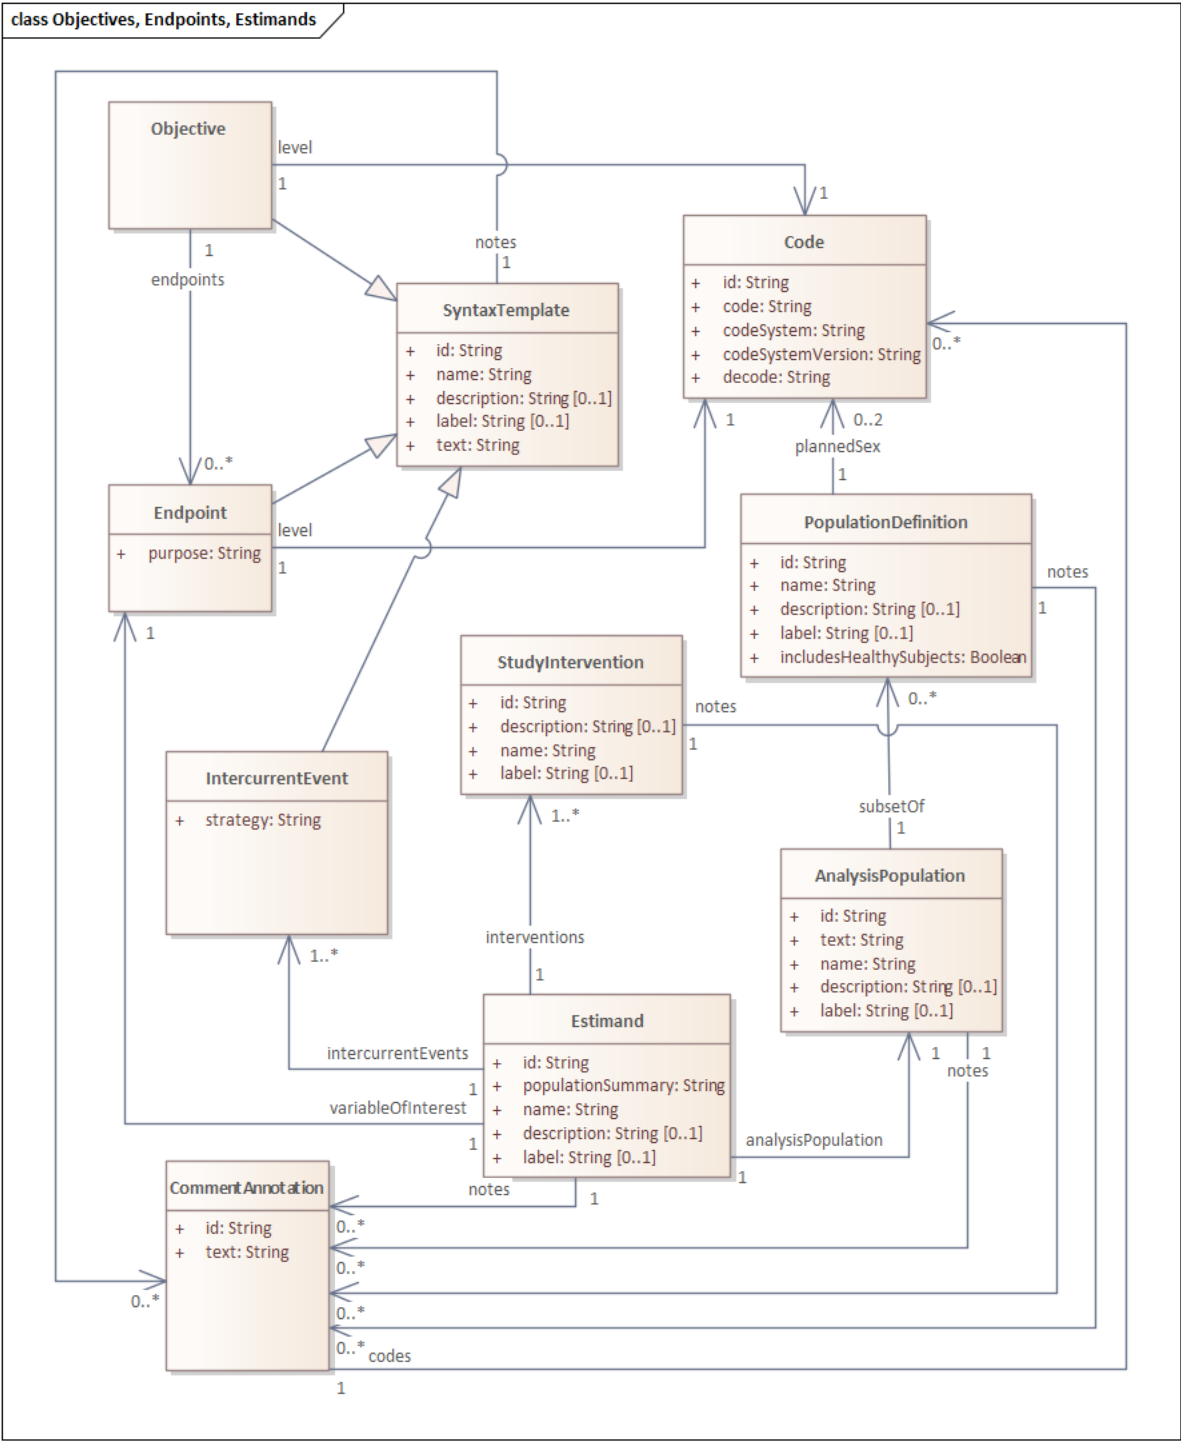 class Objectives, Endpoints, Estimands
Objective
level
1
1
1
endpoints
0..*
notes
1
SyntaxTemplate
+ id: String
+ name: String
+ description: String [0..1]
+ label: String [0..1]
+ text: String
Code
+ id: String
+ code: String
+ codeSystem: String
+ codeSystemVersion: String
+ decode: String
0..*
1
0..2
plannedSex
1
Endpoint
+ purpose: String
level
1
1
PopulationDefinition
+ id: String
+ name: String
+ description: String [0..1]
+ label: String [0..1]
+ includesHealthySubjects: Boolean
notes
1
0..*
StudyIntervention
+ id: String
+ description: String [0..1]
+ name: String
+ label: String [0..1]
notes
1
1..*
IntercurrentEvent
+ strategy: String
1..*
subsetOf
1
AnalysisPopulation
+ id: String
+ text: String
+ name: String
+ description: String [0..1]
+ label: String [0..1]
1
1
notes
interventions
1
Estimand
+ id: String
+ populationSummary: String
+ name: String
+ description: String [0..1]
+ label: String [0..1]
intercurrentEvents
1
variableOfInterest
1
analysisPopulation
1
notes
1
CommentAnnotation
+ id: String
+ text: String
0..*
0..*
0..*
0..*
0..*
codes
1